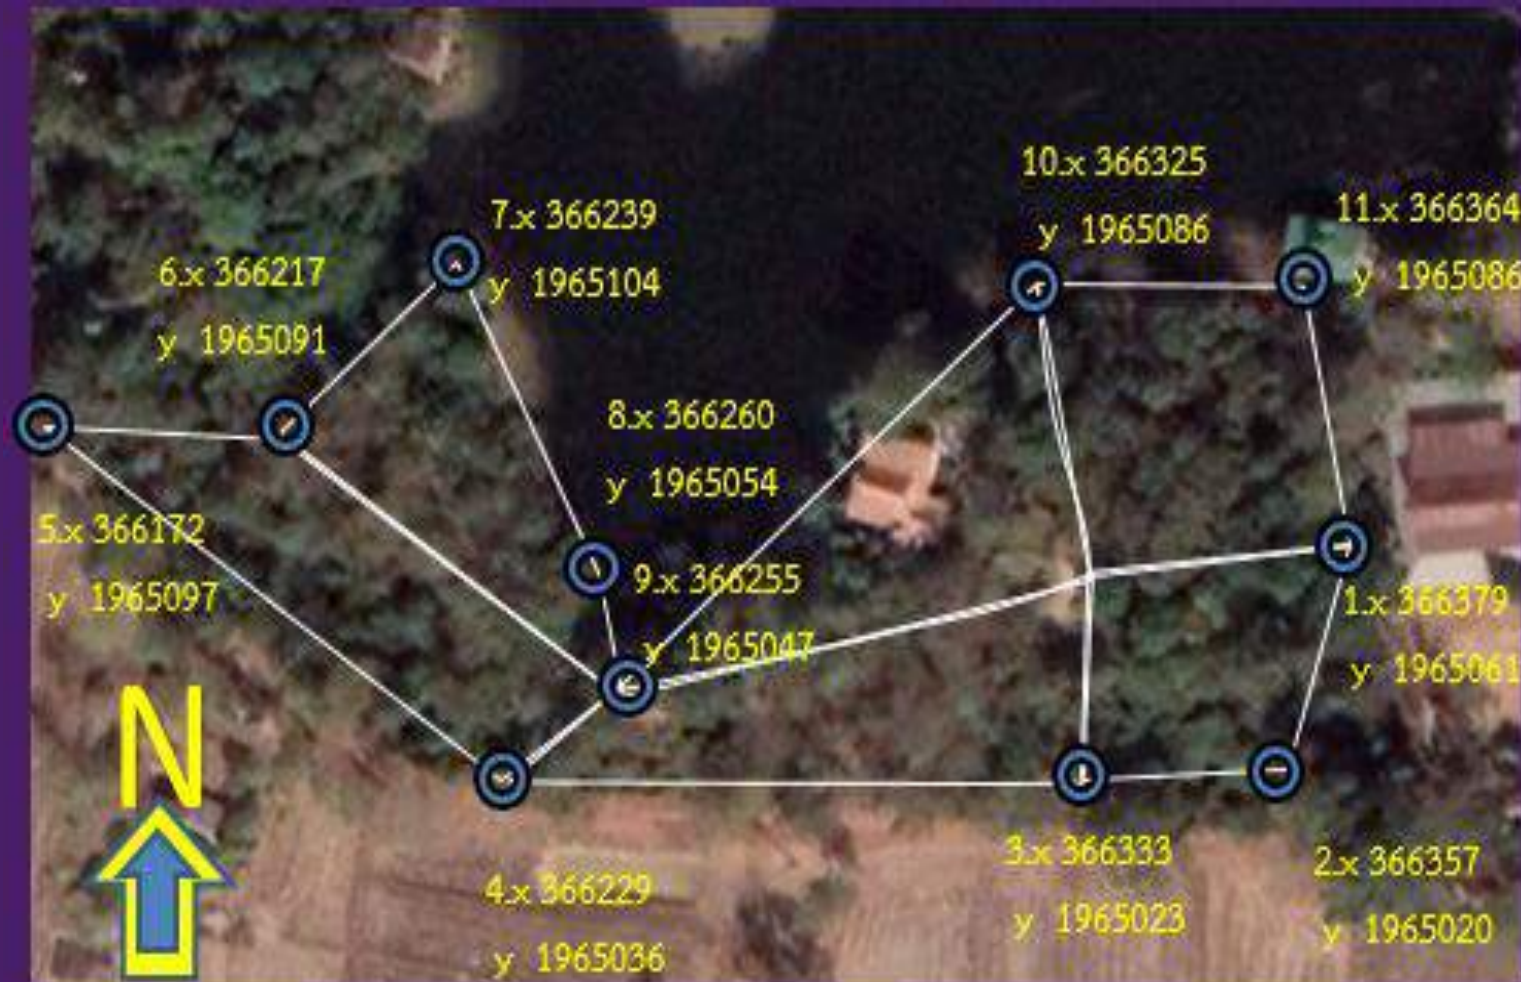 10.x 366325
y 1965086
11.x 366364
y 1965086
7.x 366239
y 1965104
6.x 366217
y 1965091
8.x 366260
y 1965054
5.x 366172
y 1965097
9.x 366255
y 1965047
1.x 366379
y 1965061
N
3.x 366333
y 1965023
2.x 366357
y 1965020
4.x 366229
y 1965036